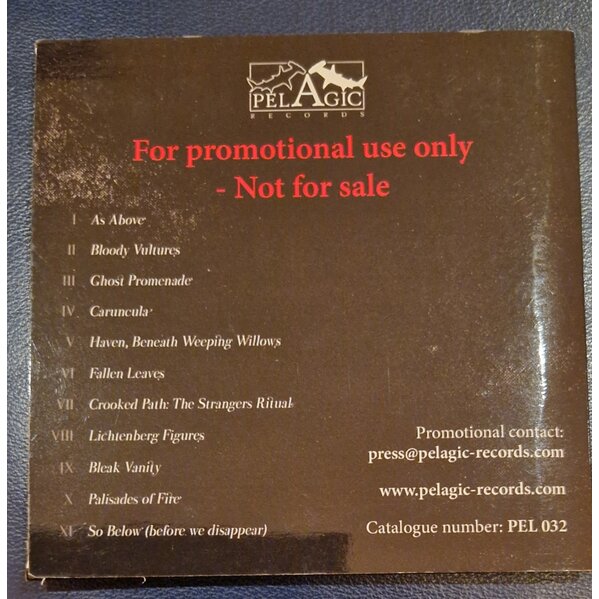 PELAGIC
RECORDS
For promotional use only
- Not for sale
I As Above
II Bloody Vultures
III Ghost Promenade
IV Caruncula
V Haven, Beneath Weeping Willows
VI Fallen Leaves
VII Crooked Path: The Strangers Ritual
VIII Lichtenberg Figures
IX Bleak Vanity
X Palisades of Fire
XI So Below (before we disappear)
Promotional contact:
press@pelagic-records.com
www.pelagic-records.com
Catalogue number: PEL 032